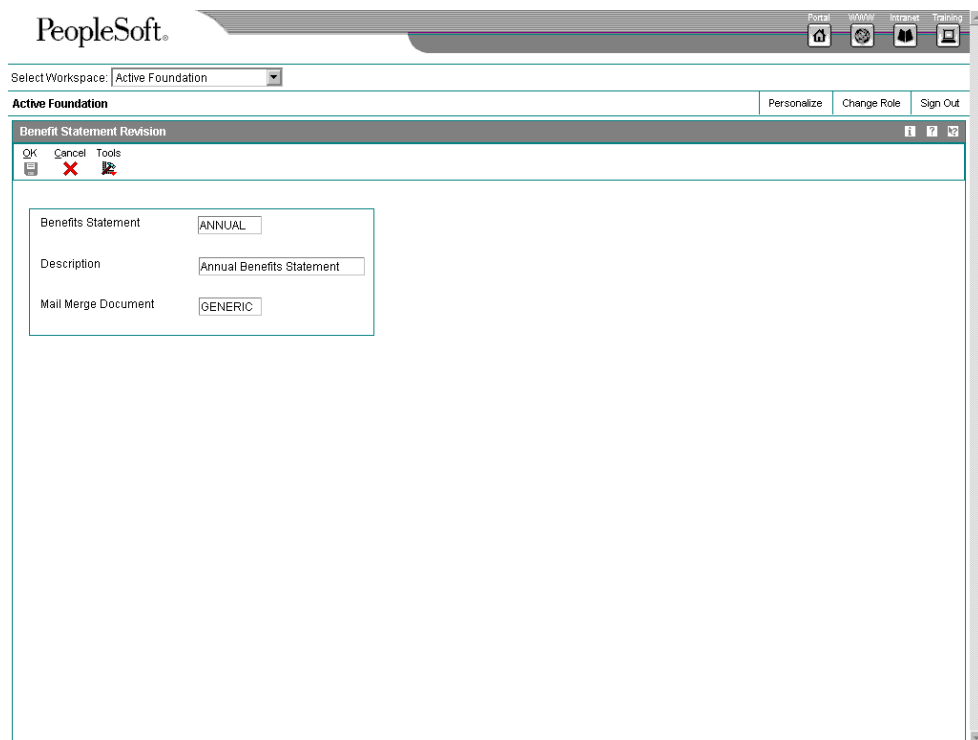 Portal WWW Intranet Training
PeopleSoft®
Select Workspace: Active Foundation
Active Foundation Personalize Change Role Sign Out
Benefit Statement Revision i ? ?
OK Cancel Tools
Benefits Statement ANNUAL
Description Annual Benefits Statement
Mail Merge Document GENERIC